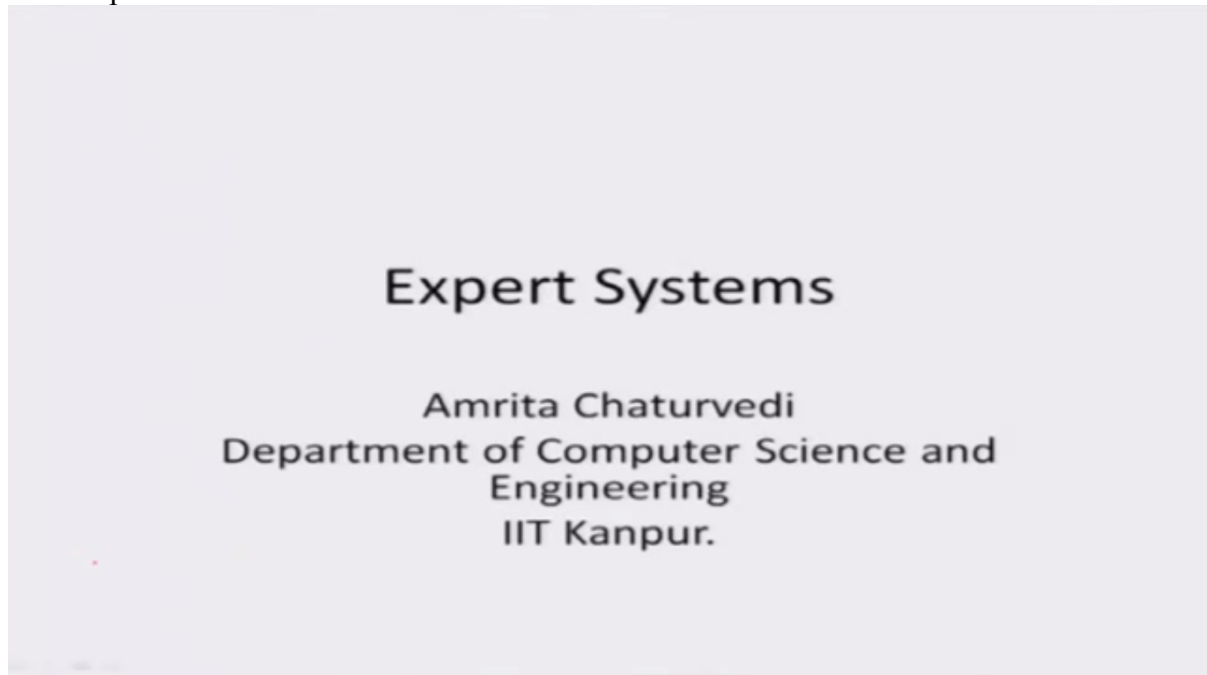 Expert Systems
Amrita Chaturvedi
Department of Computer Science and
Engineering
IIT Kanpur.